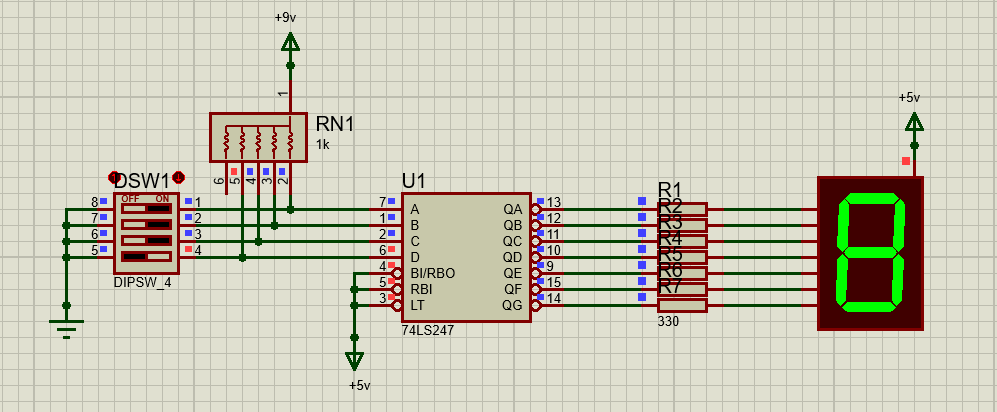 +9v
1
RN1
1k
6 5 4 3 2
DSW1
OFF ON
8 1
7 2
6 3
5 4
DIPSW_4
U1
7 A QA 13
1 B QB 12
2 C QC 11
6 D QD 10
4 BI/RBO QE 9
5 RBI QF 15
3 LT QG 14
74LS247
+5v
R1
R2
R3
R4
R5
R6
R7
330
+5v
8